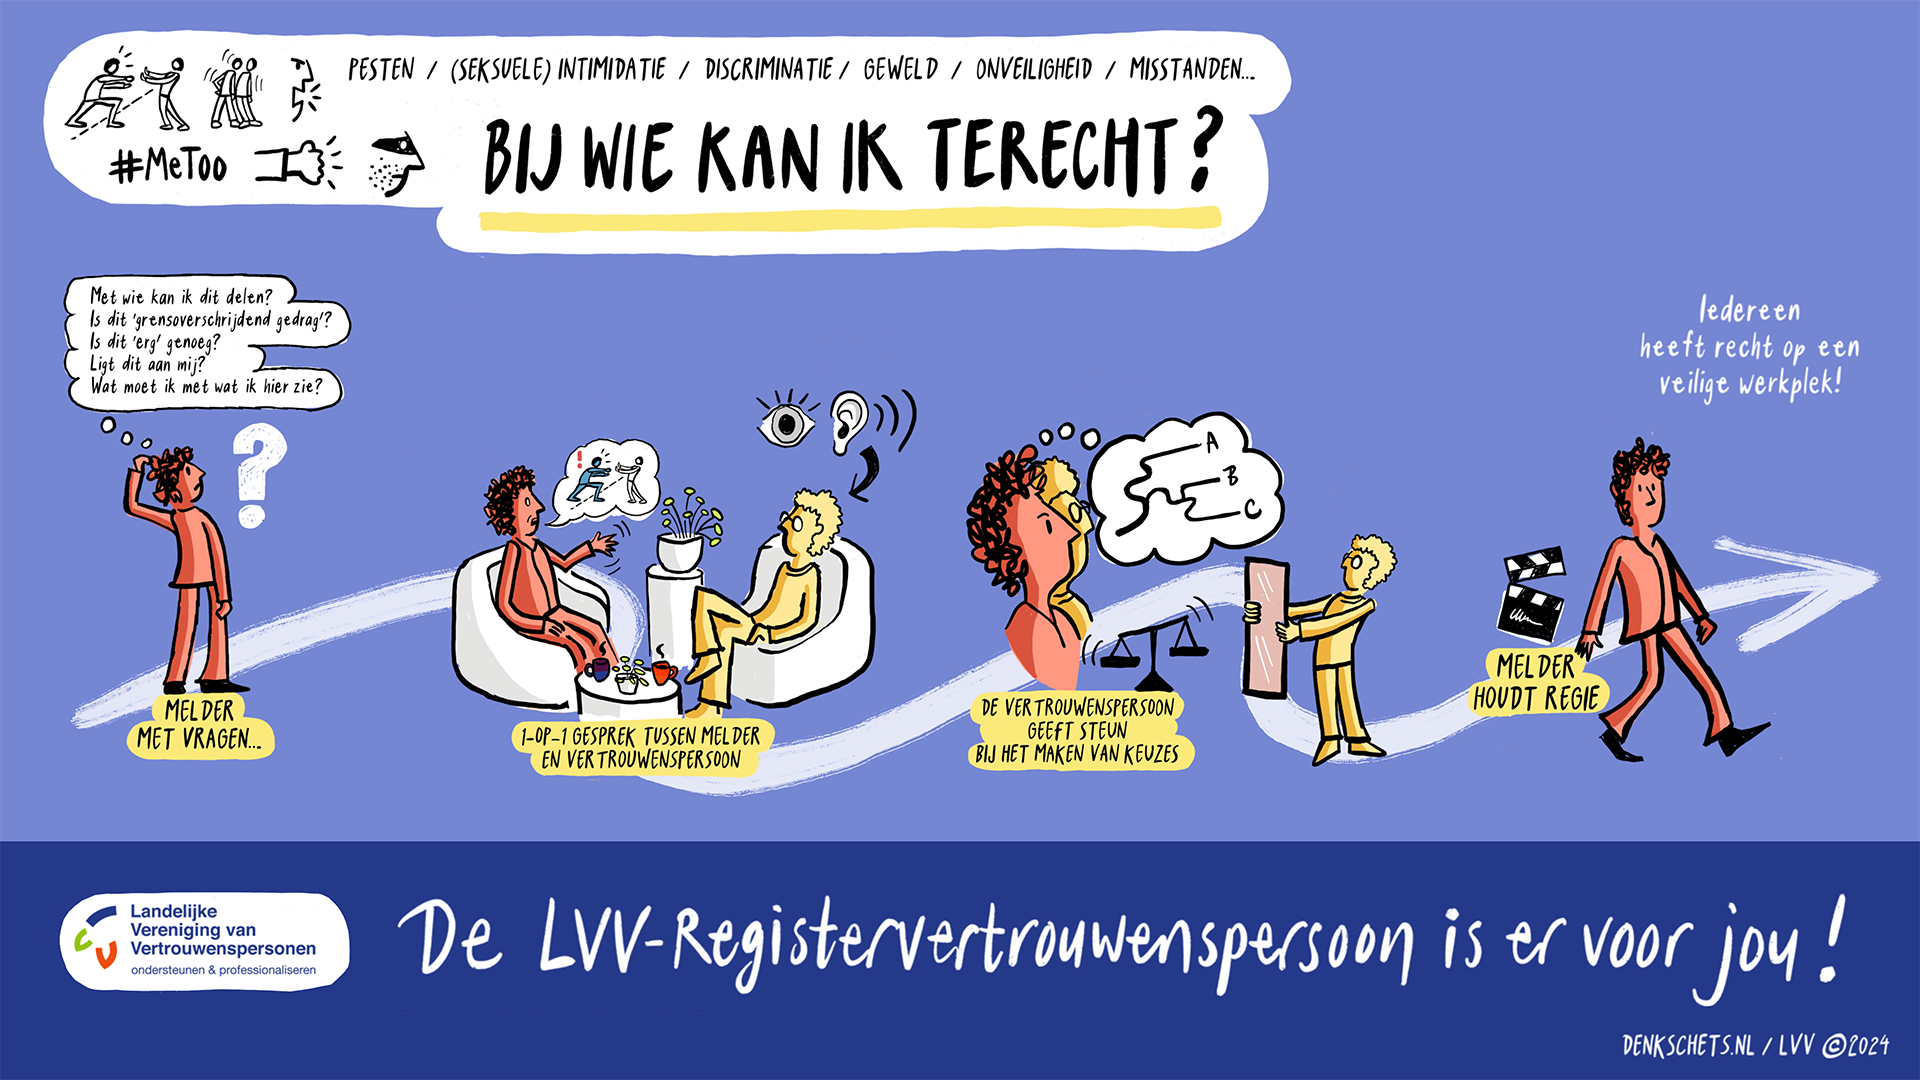 PESTEN / (SEKSUELE) INTIMIDATIE / DISCRIMINATIE / GEWELD / ONVEILIGHEID / MISSTANDEN...
#MeToo
BIJ WIE KAN IK TERECHT?
Met wie kan ik dit delen?
Is dit 'grensoverschrijdend gedrag'?
Is dit 'erg' genoeg?
Ligt dit aan mij?
Wat moet ik met wat ik hier zie?
?
Iedereen
heeft recht op een
veilige werkplek!
!
A
B
C
MELDER
MET VRAGEN...
1-OP-1 GESPREK TUSSEN MELDER
EN VERTROUWENSPERSOON
DE VERTROUWENSPERSOON
GEEFT STEUN
BIJ HET MAKEN VAN KEUZES
MELDER
HOUDT REGIE
Landelijke
Vereniging van
Vertrouwenspersonen
ondersteunen & professionaliseren
De LVV-Registervertrouwenspersoon is er voor jou!
DENKSCHETS.NL / LVV ©2024